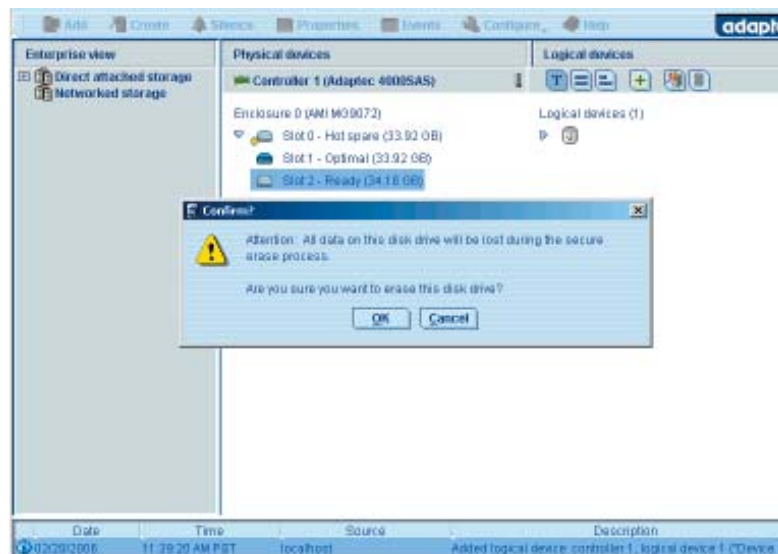 Add Create Silence Properties Events Configure Help adapt
Enterprise view Physical devices Logical devices
Direct attached storage
Networked storage
Controller 1 (Adaptec 4000SAS)
Enclosure 0 (AMI MG9072) Logical devices (1)
Slot 0 - Hot spare (33.92 GB)
Slot 1 - Optimal (33.92 GB)
Slot 2 - Ready (34.18 GB)
Confirm?
Attention: All data on this disk drive will be lost during the secure
erase process.
Are you sure you want to erase this disk drive?
OK Cancel
Date Time Source Description
11:39:20 AM PST localhost Added logical device: controller 1, logical device 1 ("Device